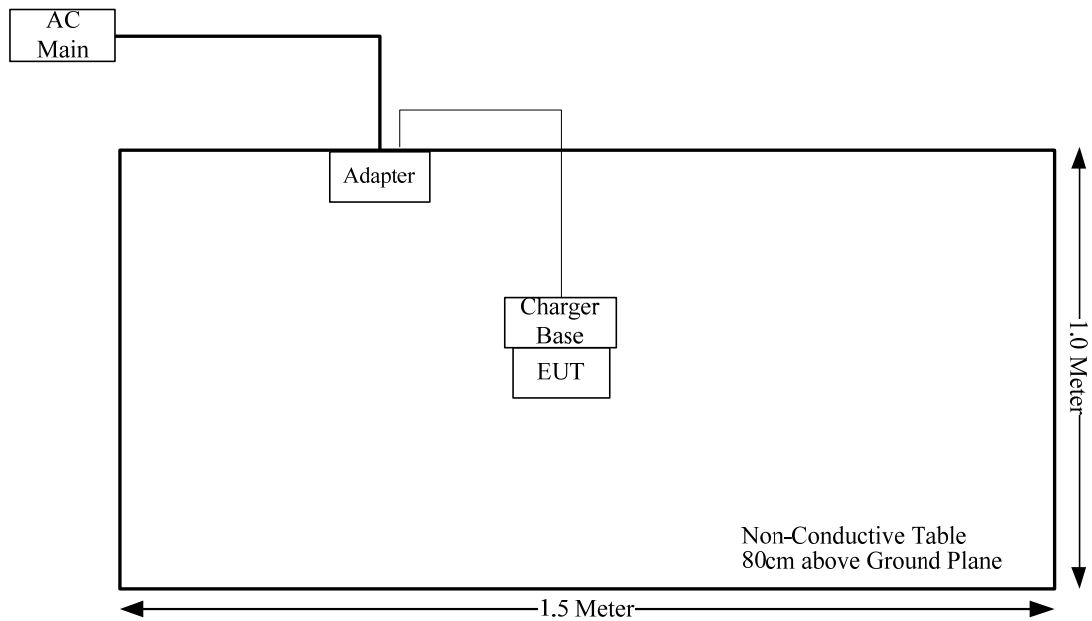 AC
Main
Adapter
Charger
Base
EUT
1.0 Meter
Non-Conductive Table
80cm above Ground Plane
1.5 Meter